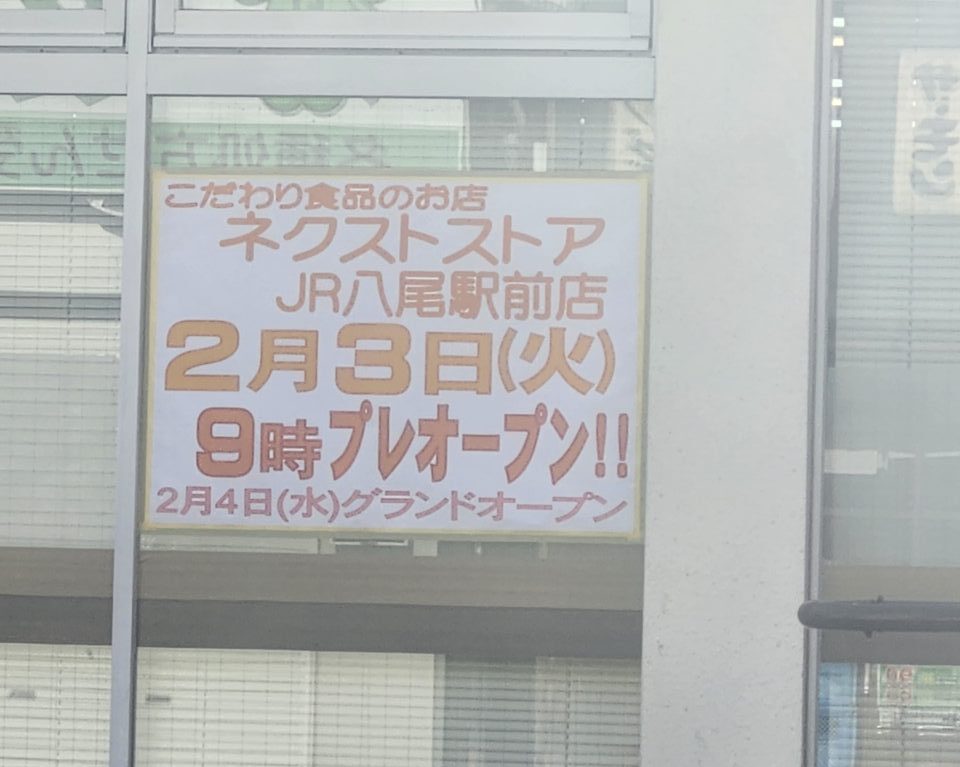 こだわり食品のお店
ネクストストア
JR八尾駅前店
2月3日(火)
9時プレオープン!!
2月4日(水)グランドオープン